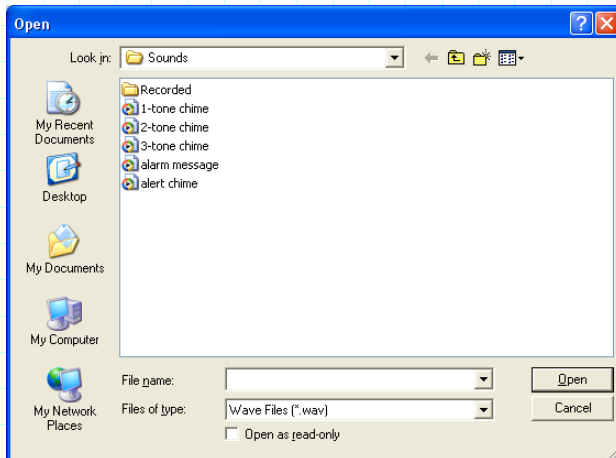 Open
Look in: Sounds
Recorded
1-tone chime
2-tone chime
3-tone chime
alarm message
alert chime
My Recent
Documents
Desktop
My Documents
My Computer
My Network
Places
File name:
Open
Files of type: Wave Files (*.wav)
Cancel
Open as read-only